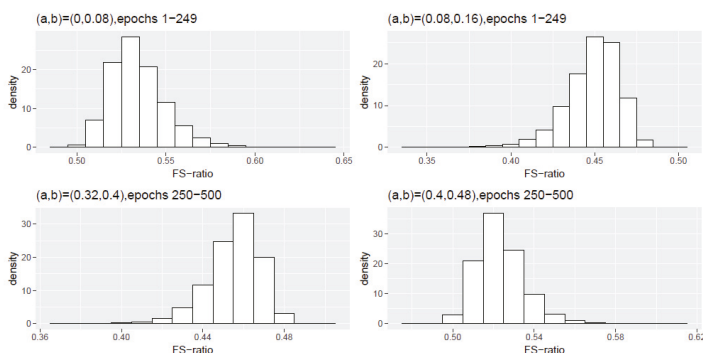 (a,b)=(0,0.08),epochs 1−249
density
20
10
0
0.50 0.55 0.60 0.65
FS−ratio
(a,b)=(0.08,0.16),epochs 1−249
density
20
10
0
0.35 0.40 0.45 0.50
FS−ratio
(a,b)=(0.32,0.4),epochs 250−500
density
30
20
10
0
0.36 0.40 0.44 0.48
FS−ratio
(a,b)=(0.4,0.48),epochs 250−500
density
30
20
10
0
0.50 0.54 0.58 0.62
FS−ratio